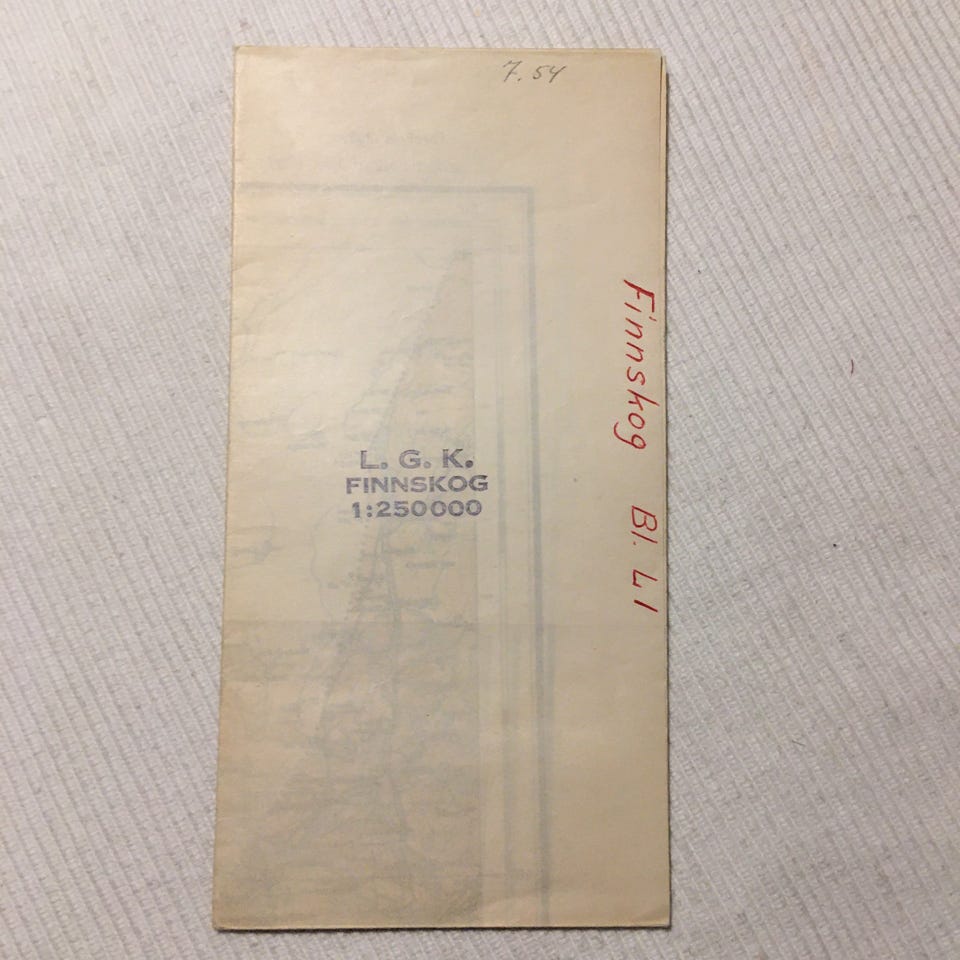 7. 54
L. G. K.
FINNSKOG
1:250000
Finnskog Bl. L1